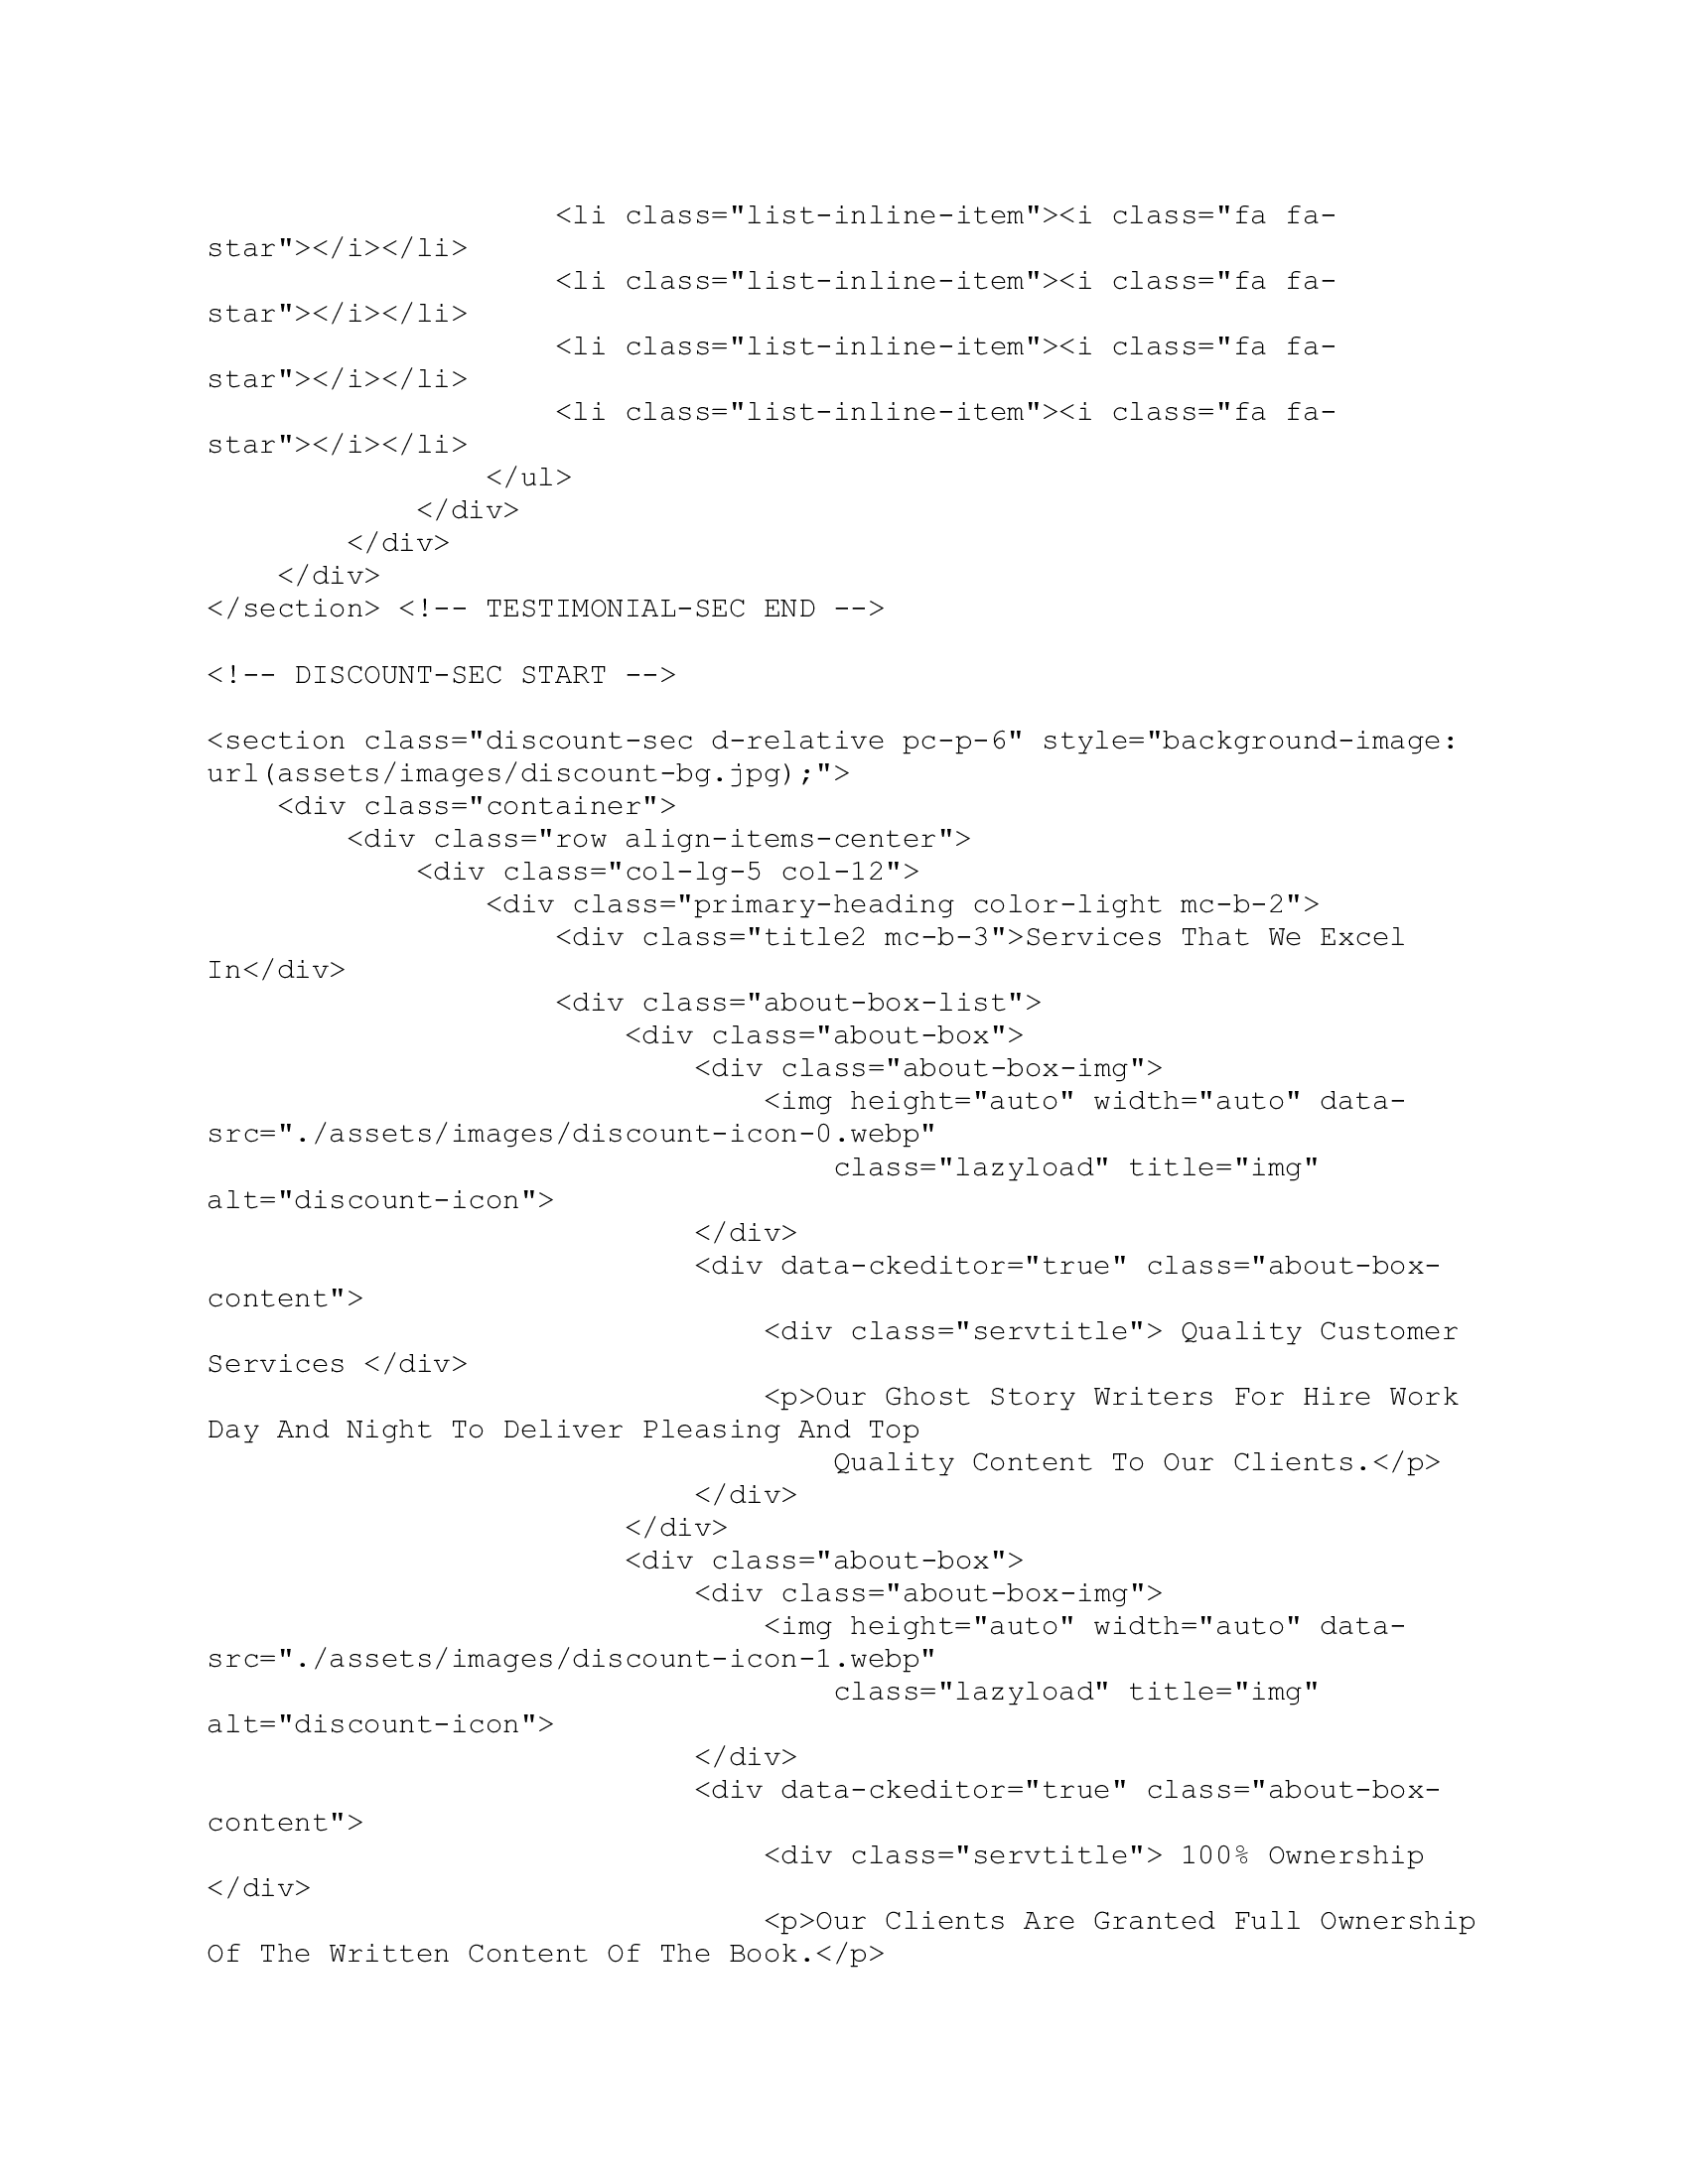 <li class="list-inline-item"><i class="fa fa-
star"></i></li>
                    <li class="list-inline-item"><i class="fa fa-
star"></i></li>
                    <li class="list-inline-item"><i class="fa fa-
star"></i></li>
                    <li class="list-inline-item"><i class="fa fa-
star"></i></li>
                </ul>
            </div>
        </div>
    </div>
</section> <!-- TESTIMONIAL-SEC END -->

<!-- DISCOUNT-SEC START -->

<section class="discount-sec d-relative pc-p-6" style="background-image:
url(assets/images/discount-bg.jpg);">
    <div class="container">
        <div class="row align-items-center">
            <div class="col-lg-5 col-12">
                <div class="primary-heading color-light mc-b-2">
                    <div class="title2 mc-b-3">Services That We Excel
In</div>
                    <div class="about-box-list">
                        <div class="about-box">
                            <div class="about-box-img">
                                <img height="auto" width="auto" data-
src="./assets/images/discount-icon-0.webp"
                                    class="lazyload" title="img"
alt="discount-icon">
                            </div>
                            <div data-ckeditor="true" class="about-box-
content">
                                <div class="servtitle"> Quality Customer
Services </div>
                                <p>Our Ghost Story Writers For Hire Work
Day And Night To Deliver Pleasing And Top
                                    Quality Content To Our Clients.</p>
                            </div>
                        </div>
                        <div class="about-box">
                            <div class="about-box-img">
                                <img height="auto" width="auto" data-
src="./assets/images/discount-icon-1.webp"
                                    class="lazyload" title="img"
alt="discount-icon">
                            </div>
                            <div data-ckeditor="true" class="about-box-
content">
                                <div class="servtitle"> 100% Ownership
</div>
                                <p>Our Clients Are Granted Full Ownership
Of The Written Content Of The Book.</p>